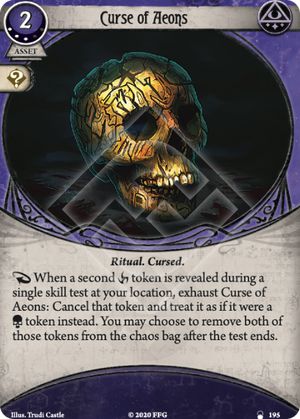 2
Curse of Aeons
ASSET
?
Ritual. Cursed.
When a second token is revealed during a
single skill test at your location, exhaust Curse of
Aeons: Cancel that token and treat it as if it were a
token instead. You may choose to remove both of
those tokens from the chaos bag after the test ends.
Illus. Trudi Castle
© 2020 FFG
195